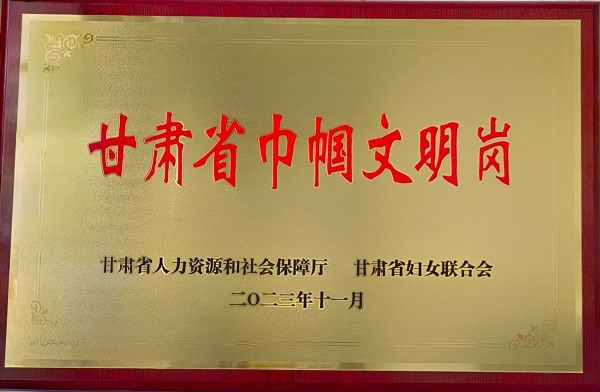 甘肃省巾帼文明岗
甘肃省人力资源和社会保障厅 甘肃省妇女联合会
二〇二三年十一月